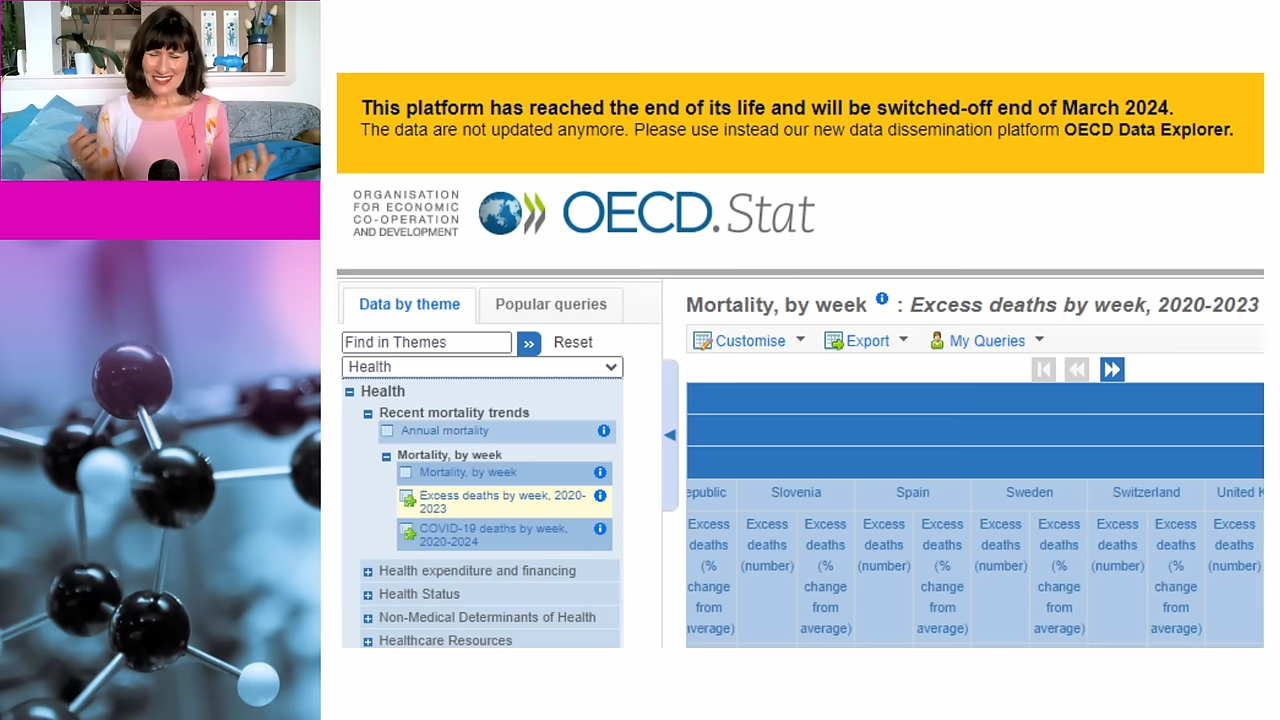 This platform has reached the end of its life and will be switched-off end of March 2024.
The data are not updated anymore. Please use instead our new data dissemination platform OECD Data Explorer.
ORGANISATION
FOR ECONOMIC
CO-OPERATION
AND DEVELOPMENT
OECD.Stat
Data by theme
Popular queries
Find in Themes
Reset
Health
Health
Recent mortality trends
Annual mortality
Mortality, by week
Mortality, by week
Excess deaths by week, 2020-
2023
COVID-19 deaths by week,
2020-2024
Health expenditure and financing
Health Status
Non-Medical Determinants of Health
Healthcare Resources
Mortality, by week : Excess deaths by week, 2020-2023
Customise Export My Queries
epublic Slovenia Spain Sweden Switzerland United K
Excess Excess Excess Excess Excess Excess Excess Excess Excess Excess
deaths deaths deaths deaths deaths deaths deaths deaths deaths deaths
(% (number) (% (number) (% (number) (% (number) (% (number)
change change change change change
from from from from from
average) average) average) average) average)